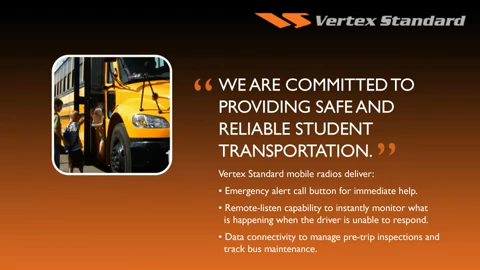 Vertex Standard
“ WE ARE COMMITTED TO
PROVIDING SAFE AND
RELIABLE STUDENT
TRANSPORTATION. ”
Vertex Standard mobile radios deliver:
• Emergency alert call button for immediate help.
• Remote-listen capability to instantly monitor what
is happening when the driver is unable to respond.
• Data connectivity to manage pre-trip inspections and
track bus maintenance.